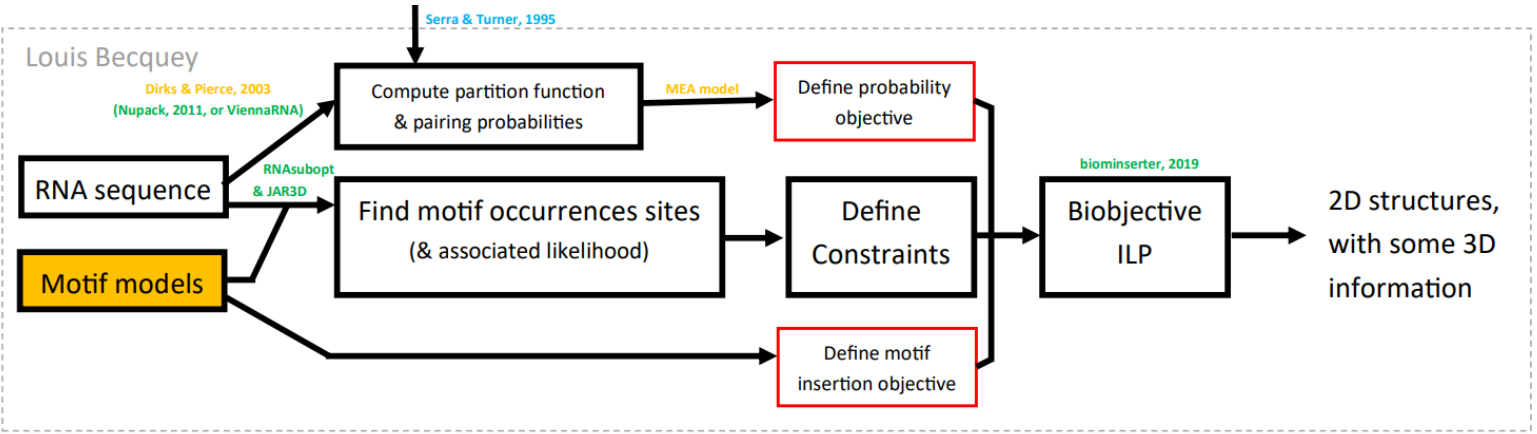 Serra & Turner, 1995
Louis Becquey
Dirks & Pierce, 2003
(Nupack, 2011, or ViennaRNA)
Compute partition function
& pairing probabilities
MEA model
Define probability
objective
RNA sequence
RNAsubopt
& JAR3D
Find motif occurrences sites
(& associated likelihood)
Define
Constraints
biominserter, 2019
Biobjective
ILP
2D structures,
with some 3D
information
Motif models
Define motif
insertion objective